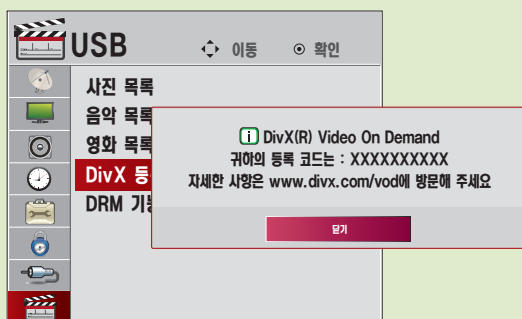 USB
이동
확인
사진 목록
음악 목록
영화 목록
DivX 등
DRM 기
i DivX(R) Video On Demand
귀하의 등록 코드는 : XXXXXXXXXX
자세한 사항은 www.divx.com/vod에 방문해 주세요
닫기